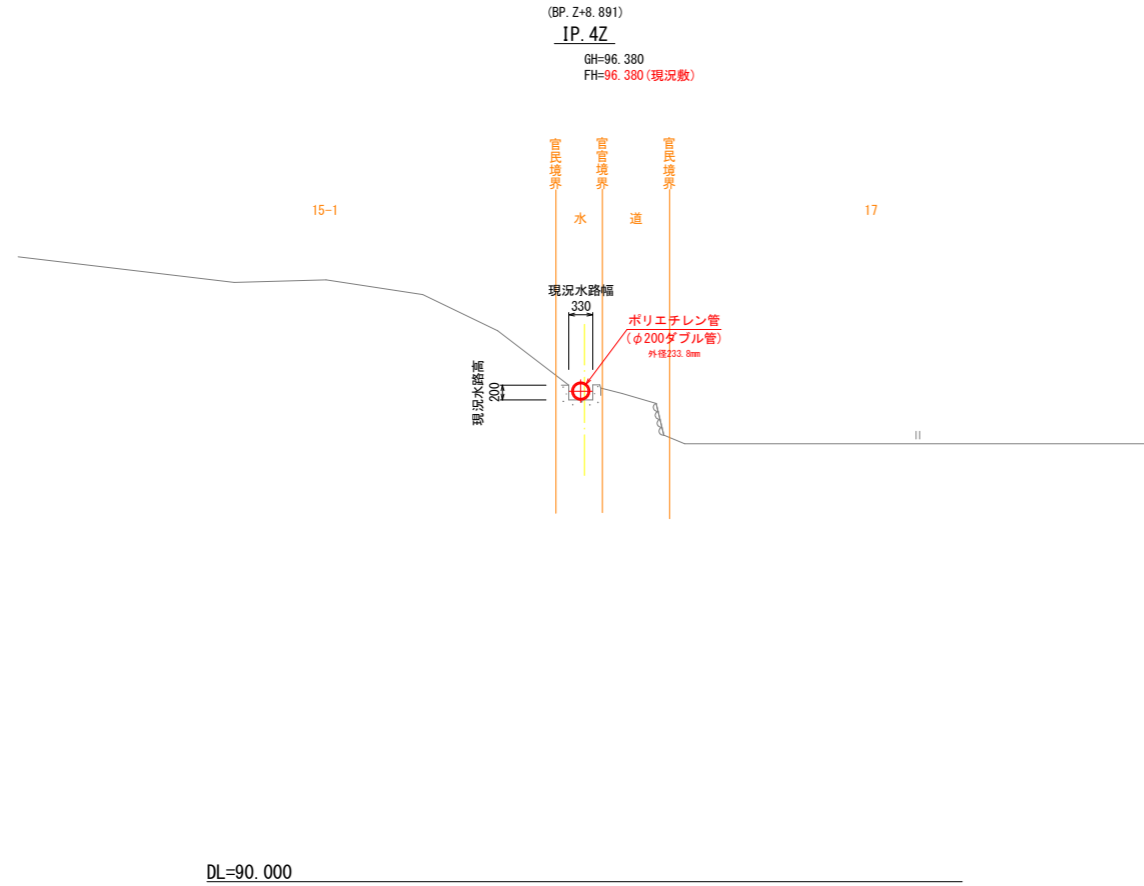 (BP. Z+8. 891)
IP. 4Z
GH=96. 380
FH=96. 380(現況敷)
官民境界
官官境界
官民境界
15-1
水
道
17
現況水路幅
330
ポリエチレン管
(φ200ダブル管)
外径233. 8mm
現況水路高
200
DL=90. 000